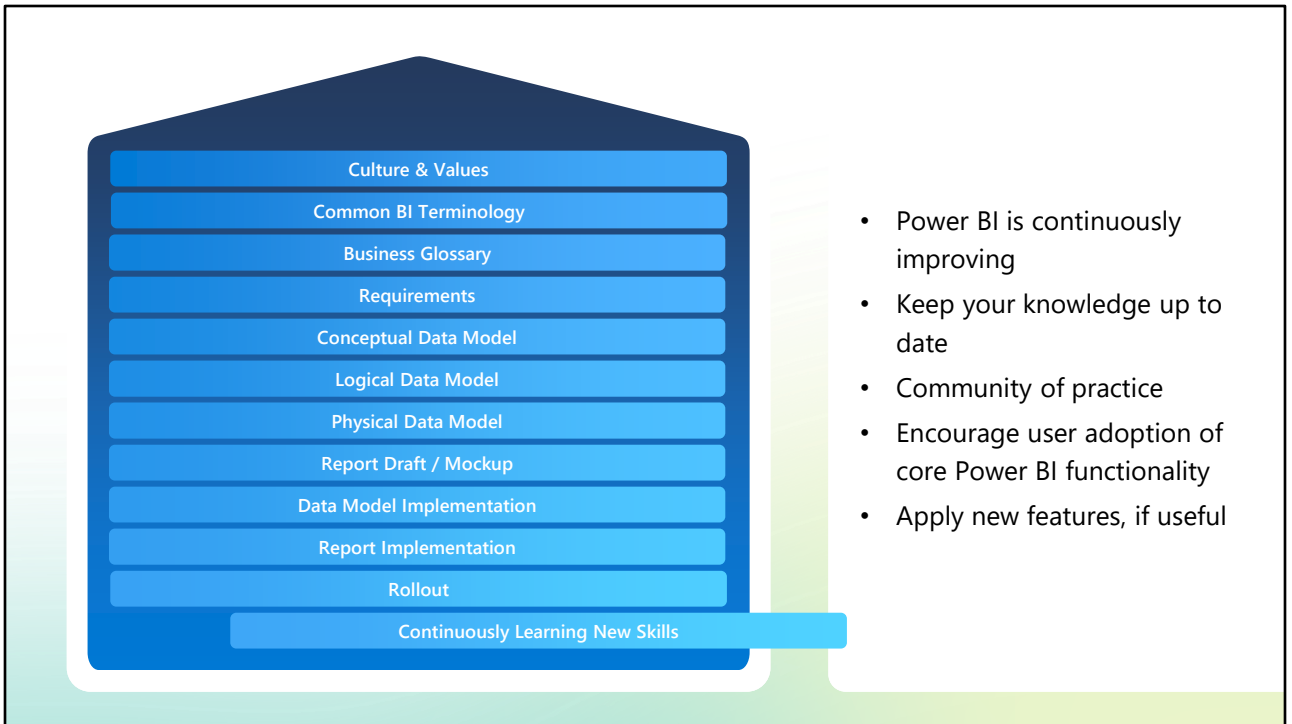 Culture & Values
Common BI Terminology
Business Glossary
Requirements
Conceptual Data Model
Logical Data Model
Physical Data Model
Report Draft / Mockup
Data Model Implementation
Report Implementation
Rollout
Continuously Learning New Skills
• Power BI is continuously
improving
• Keep your knowledge up to
date
• Community of practice
• Encourage user adoption of
core Power BI functionality
• Apply new features, if useful